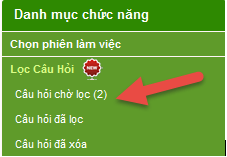 Danh mục chức năng
Chọn phiên làm việc
Lọc Câu Hỏi NEW
Câu hỏi chờ lọc (2)
Câu hỏi đã lọc
Câu hỏi đã xóa